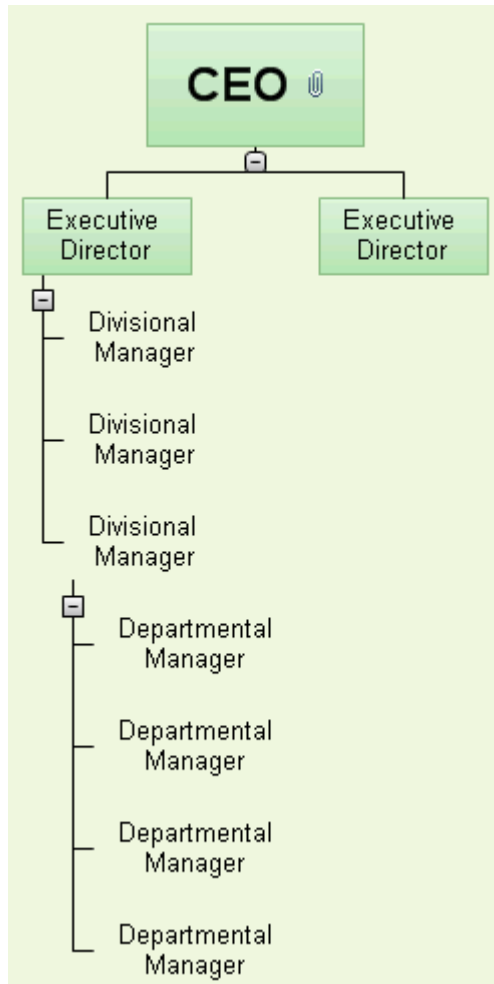 CEO
Executive
Director
Executive
Director
Divisional
Manager
Divisional
Manager
Divisional
Manager
Departmental
Manager
Departmental
Manager
Departmental
Manager
Departmental
Manager